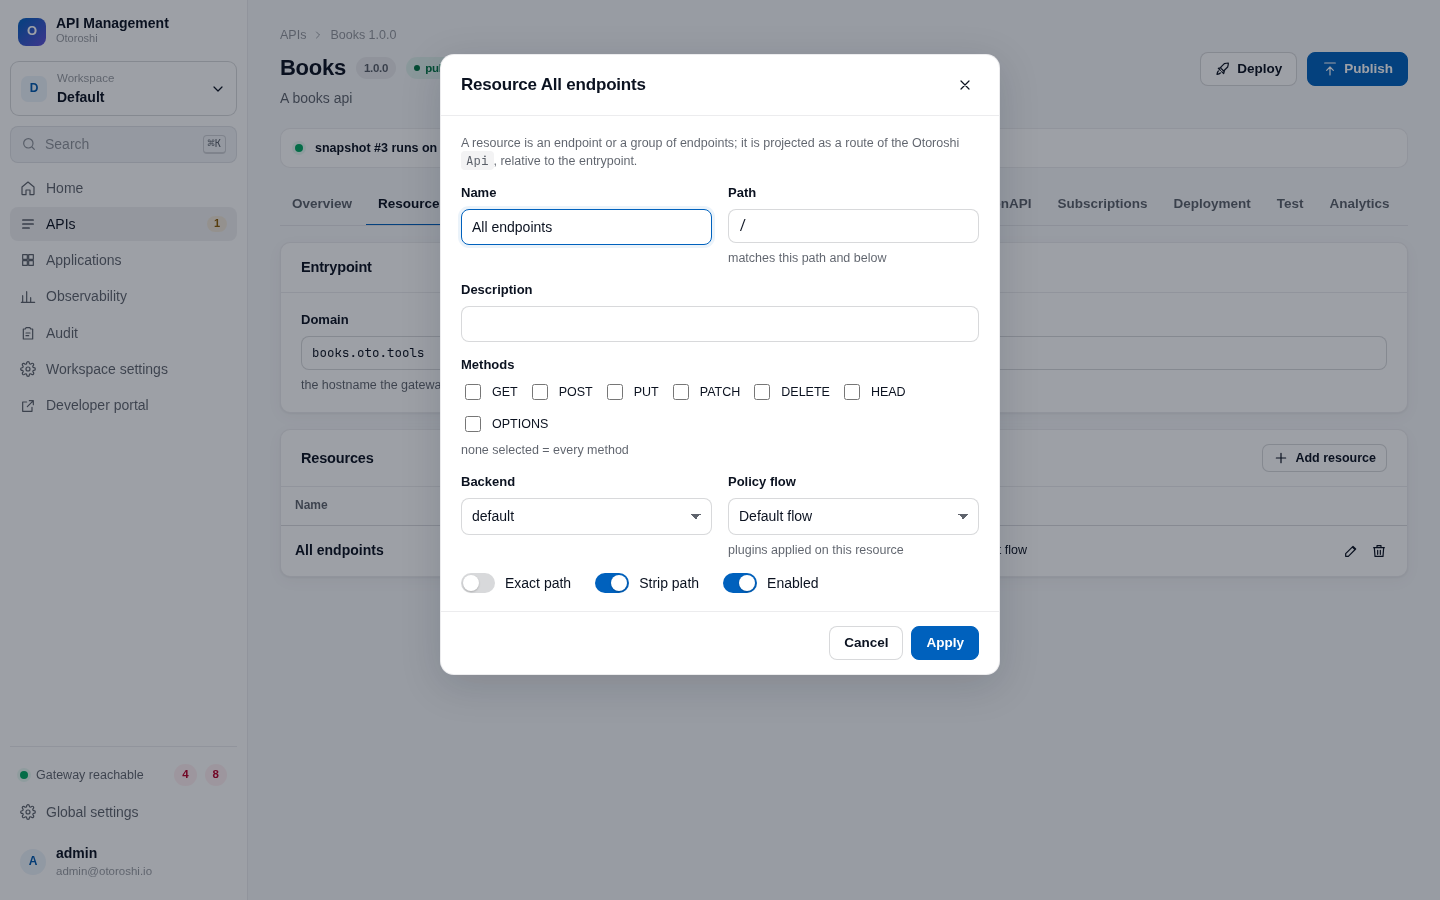 API Management
Otoroshi
D
Workspace
Default
Search
⌘K
Home
APIs
1
Applications
Observability
Audit
Workspace settings
Developer portal
Gateway reachable
4
8
Global settings
A
admin
admin@otoroshi.io
O
APIs
Books 1.0.0
Books
1.0.0
A books api
Deploy
Publish
snapshot #3 runs on
Overview
Subscriptions
Deployment
Test
Analytics
Entrypoint
Domain
books.oto.tools
the hostname the
Resources
Add resource
Name
All endpoints
flow
Resource All endpoints
A resource is an endpoint or a group of endpoints; it is projected as a route of the Otoroshi
Api, relative to the entrypoint.
Name
Path
All endpoints
/
matches this path and below
Description
Methods
GET
POST
PUT
PATCH
DELETE
HEAD
OPTIONS
none selected = every method
Backend
Policy flow
default
Default flow
plugins applied on this resource
Exact path
Strip path
Enabled
Cancel
Apply